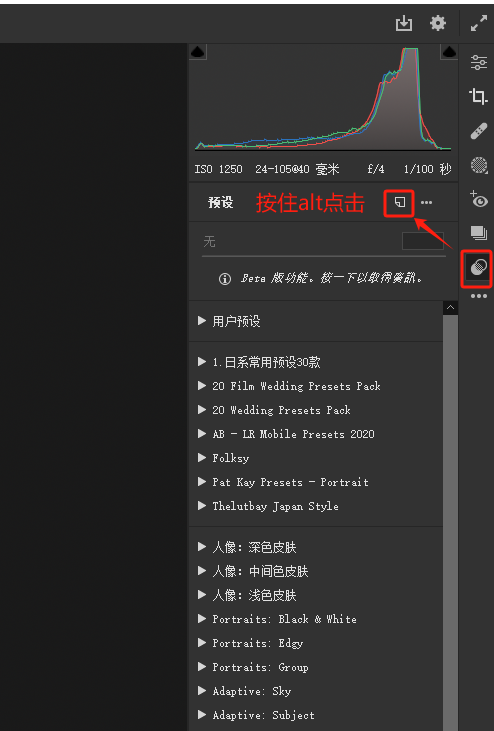 ISO 1250 24-105@40 毫米 f/4 1/100 秒
预设 按住alt点击
无
Beta 版功能。按一下以取得資訊。
用户预设
1.日系常用预设30款
20 Film Wedding Presets Pack
20 Wedding Presets Pack
AB - LR Mobile Presets 2020
Folksy
Pat Kay Presets - Portrait
Thelutbay Japan Style
人像: 深色皮肤
人像: 中间色皮肤
人像: 浅色皮肤
Portraits: Black & White
Portraits: Edgy
Portraits: Group
Adaptive: Sky
Adaptive: Subject